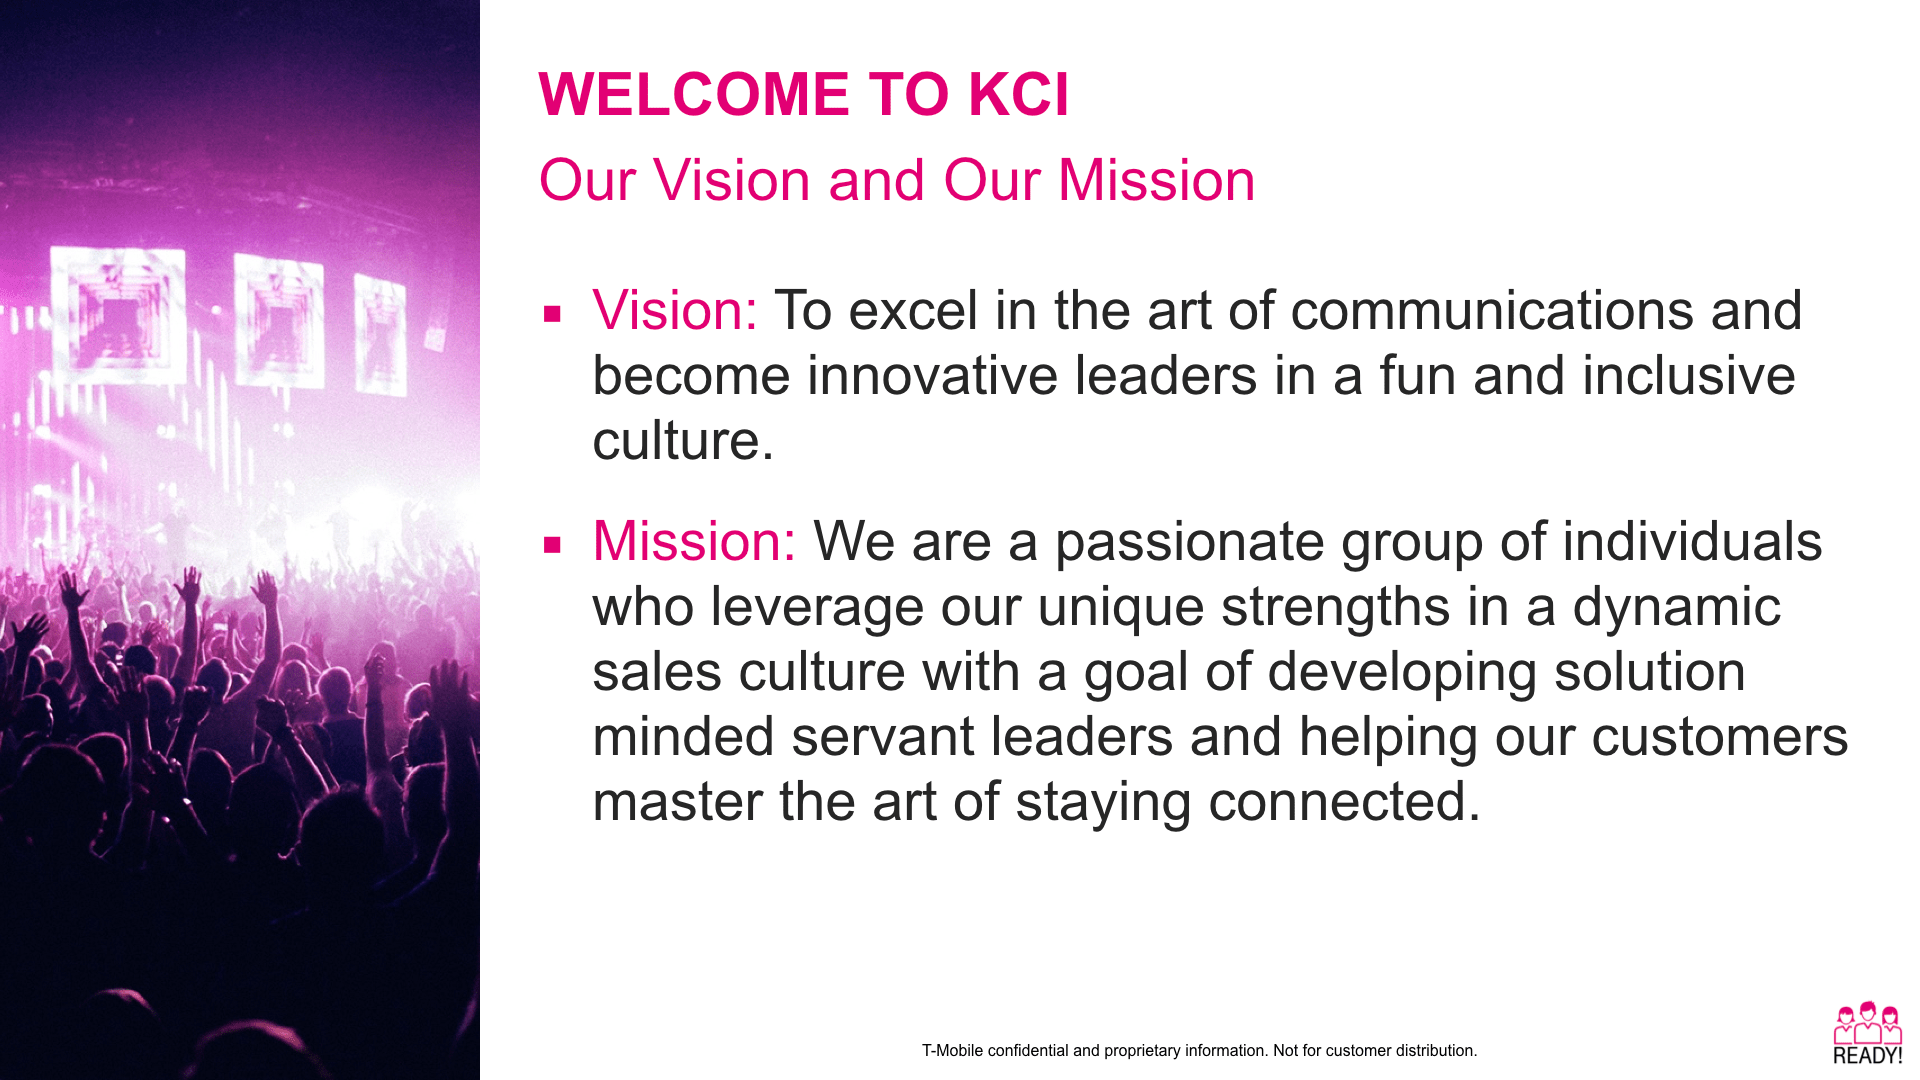 WELCOME TO KCI
Our Vision and Our Mission
▪ Vision: To excel in the art of communications and
become innovative leaders in a fun and inclusive
culture.
▪ Mission: We are a passionate group of individuals
who leverage our unique strengths in a dynamic
sales culture with a goal of developing solution
minded servant leaders and helping our customers
master the art of staying connected.
T-Mobile confidential and proprietary information. Not for customer distribution.
READY!